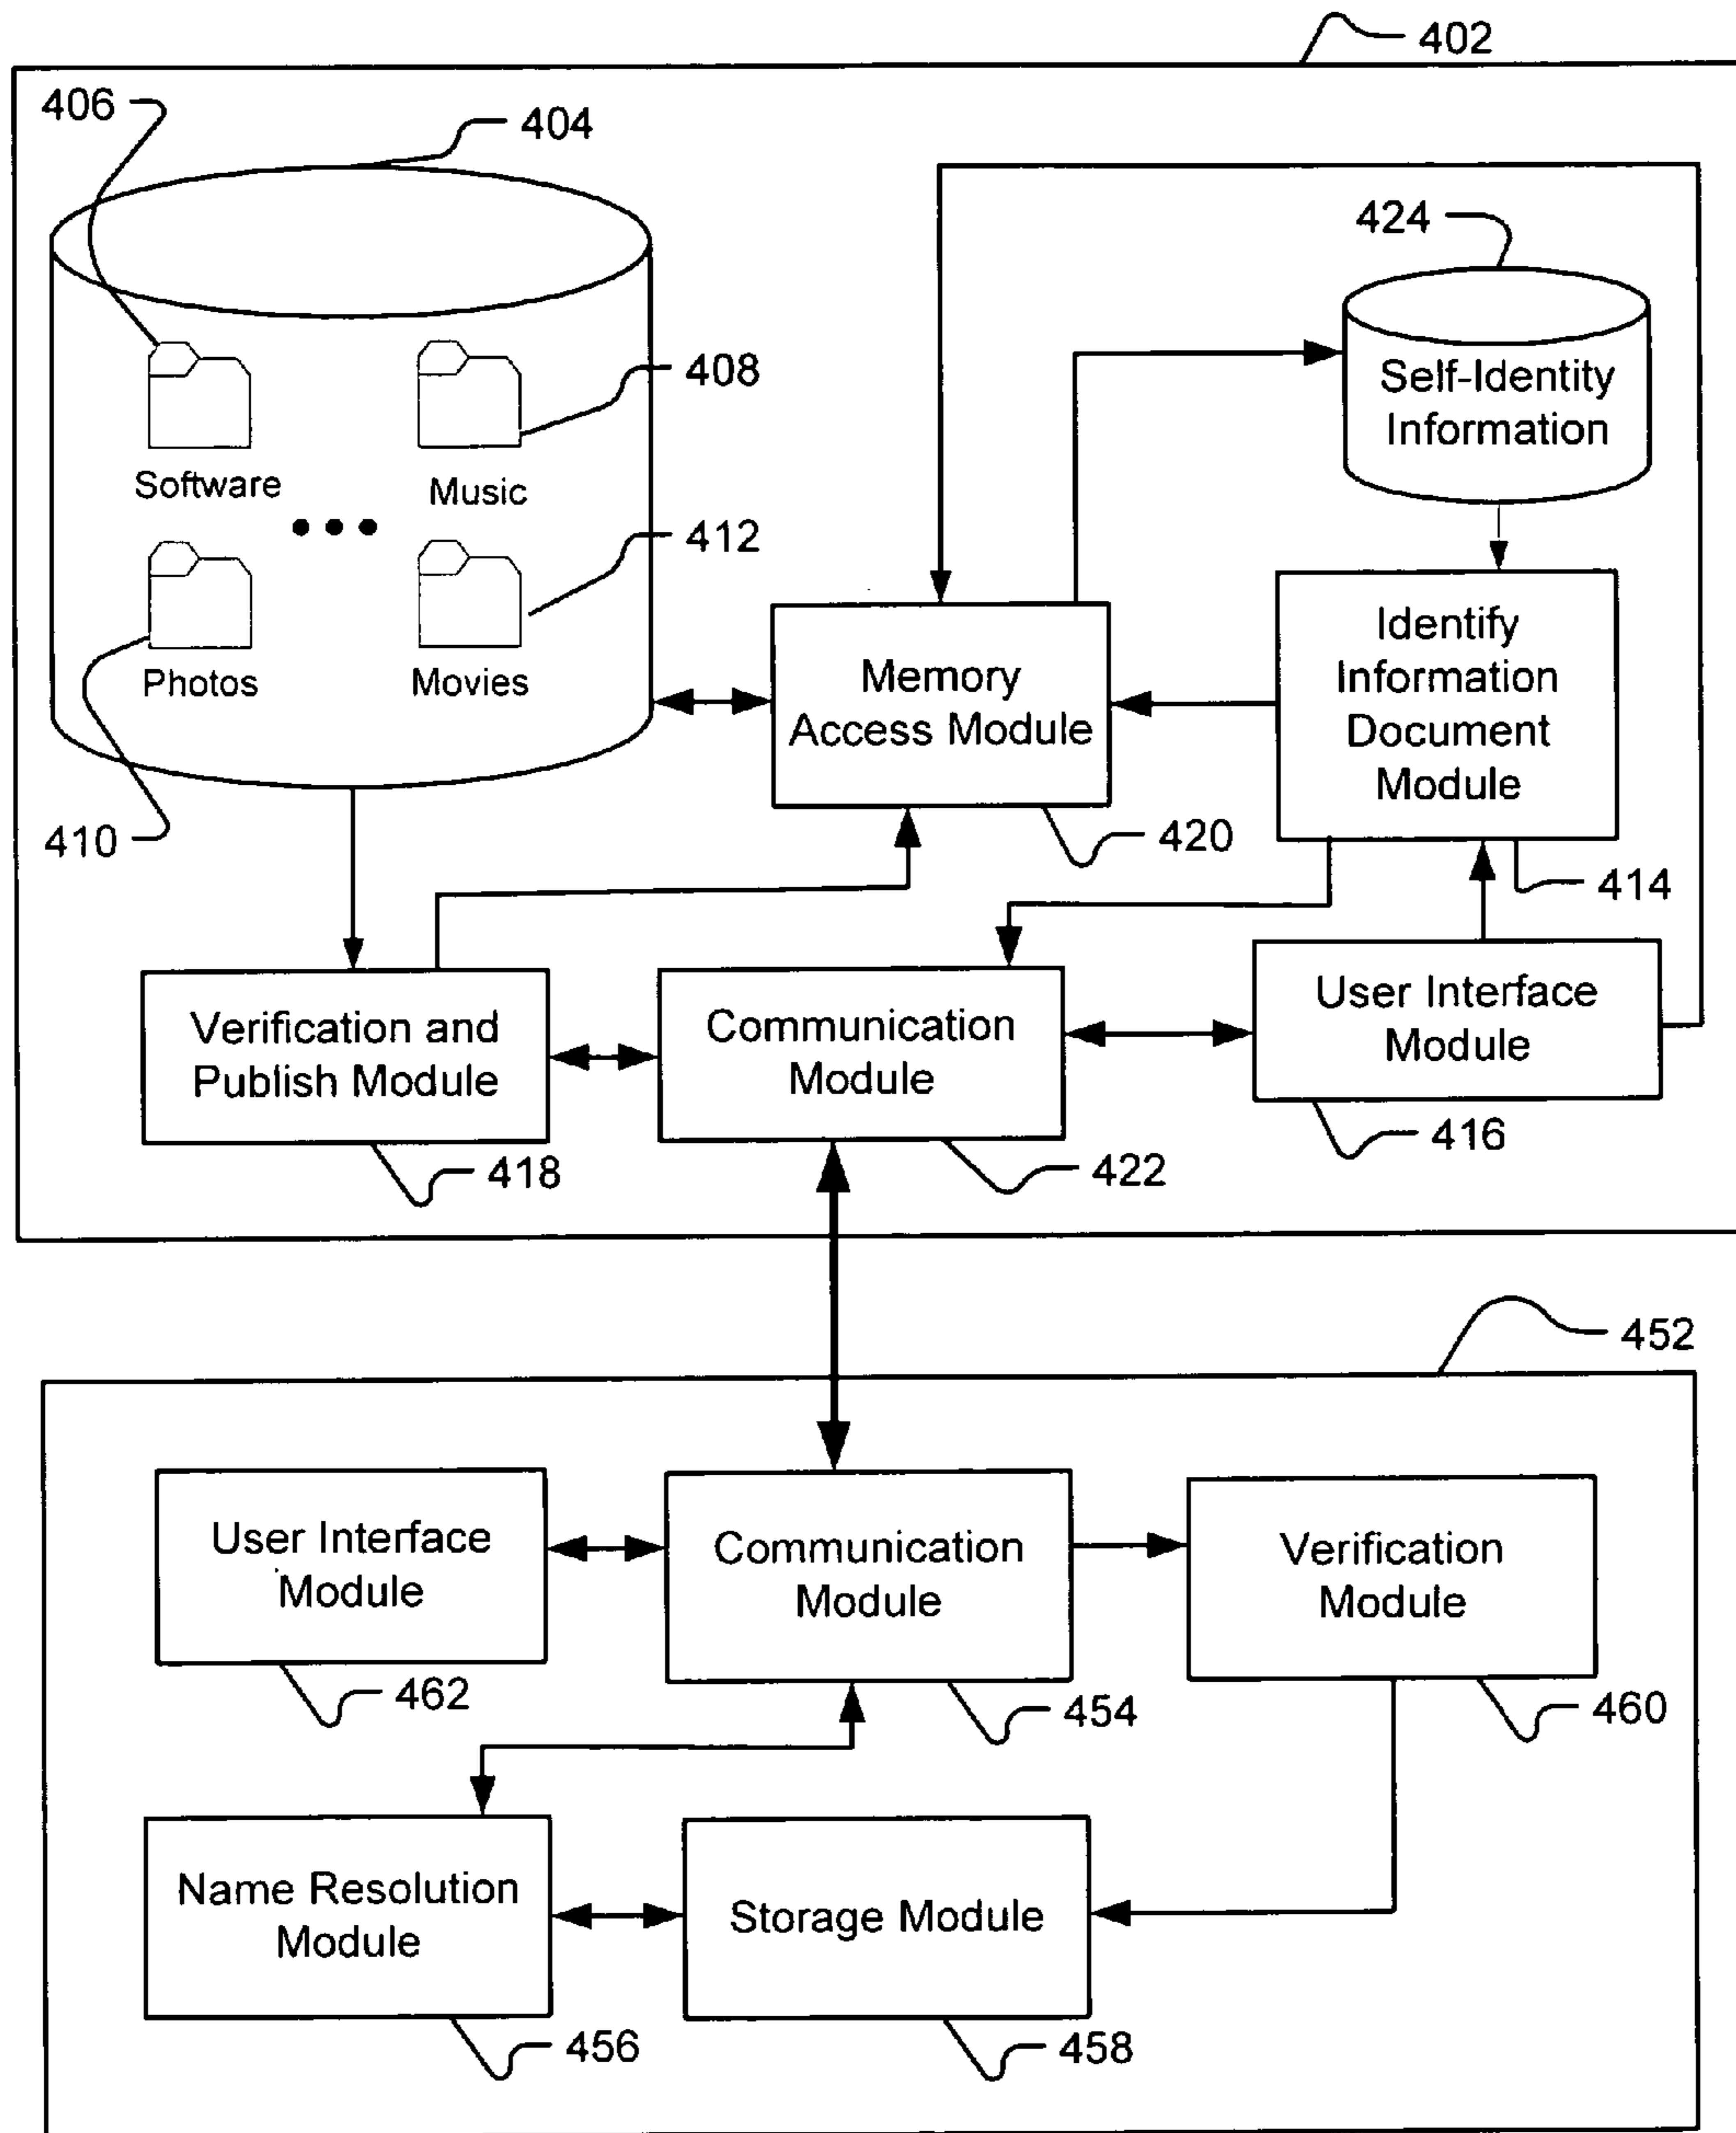 402
406
404
424
Self-Identity
Information
408
Software
Music
412
Photos
Movies
410
Memory
Access Module
420
Identify
Information
Document
Module
414
Verification and
Publish Module
418
Communication
Module
422
User Interface
Module
416
452
User Interface
Module
462
Communication
Module
454
Verification
Module
460
Name Resolution
Module
456
Storage Module
458